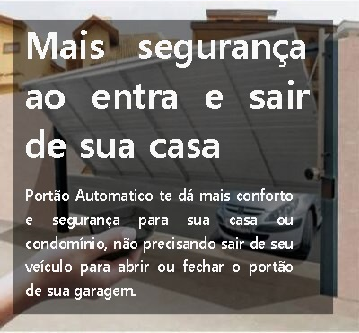 Mais segurança
ao entra e sair
de sua casa
Portão Automatico te dá mais conforto
e segurança para sua casa ou
condomínio, não precisando sair de seu
veículo para abrir ou fechar o portão
de sua garagem.